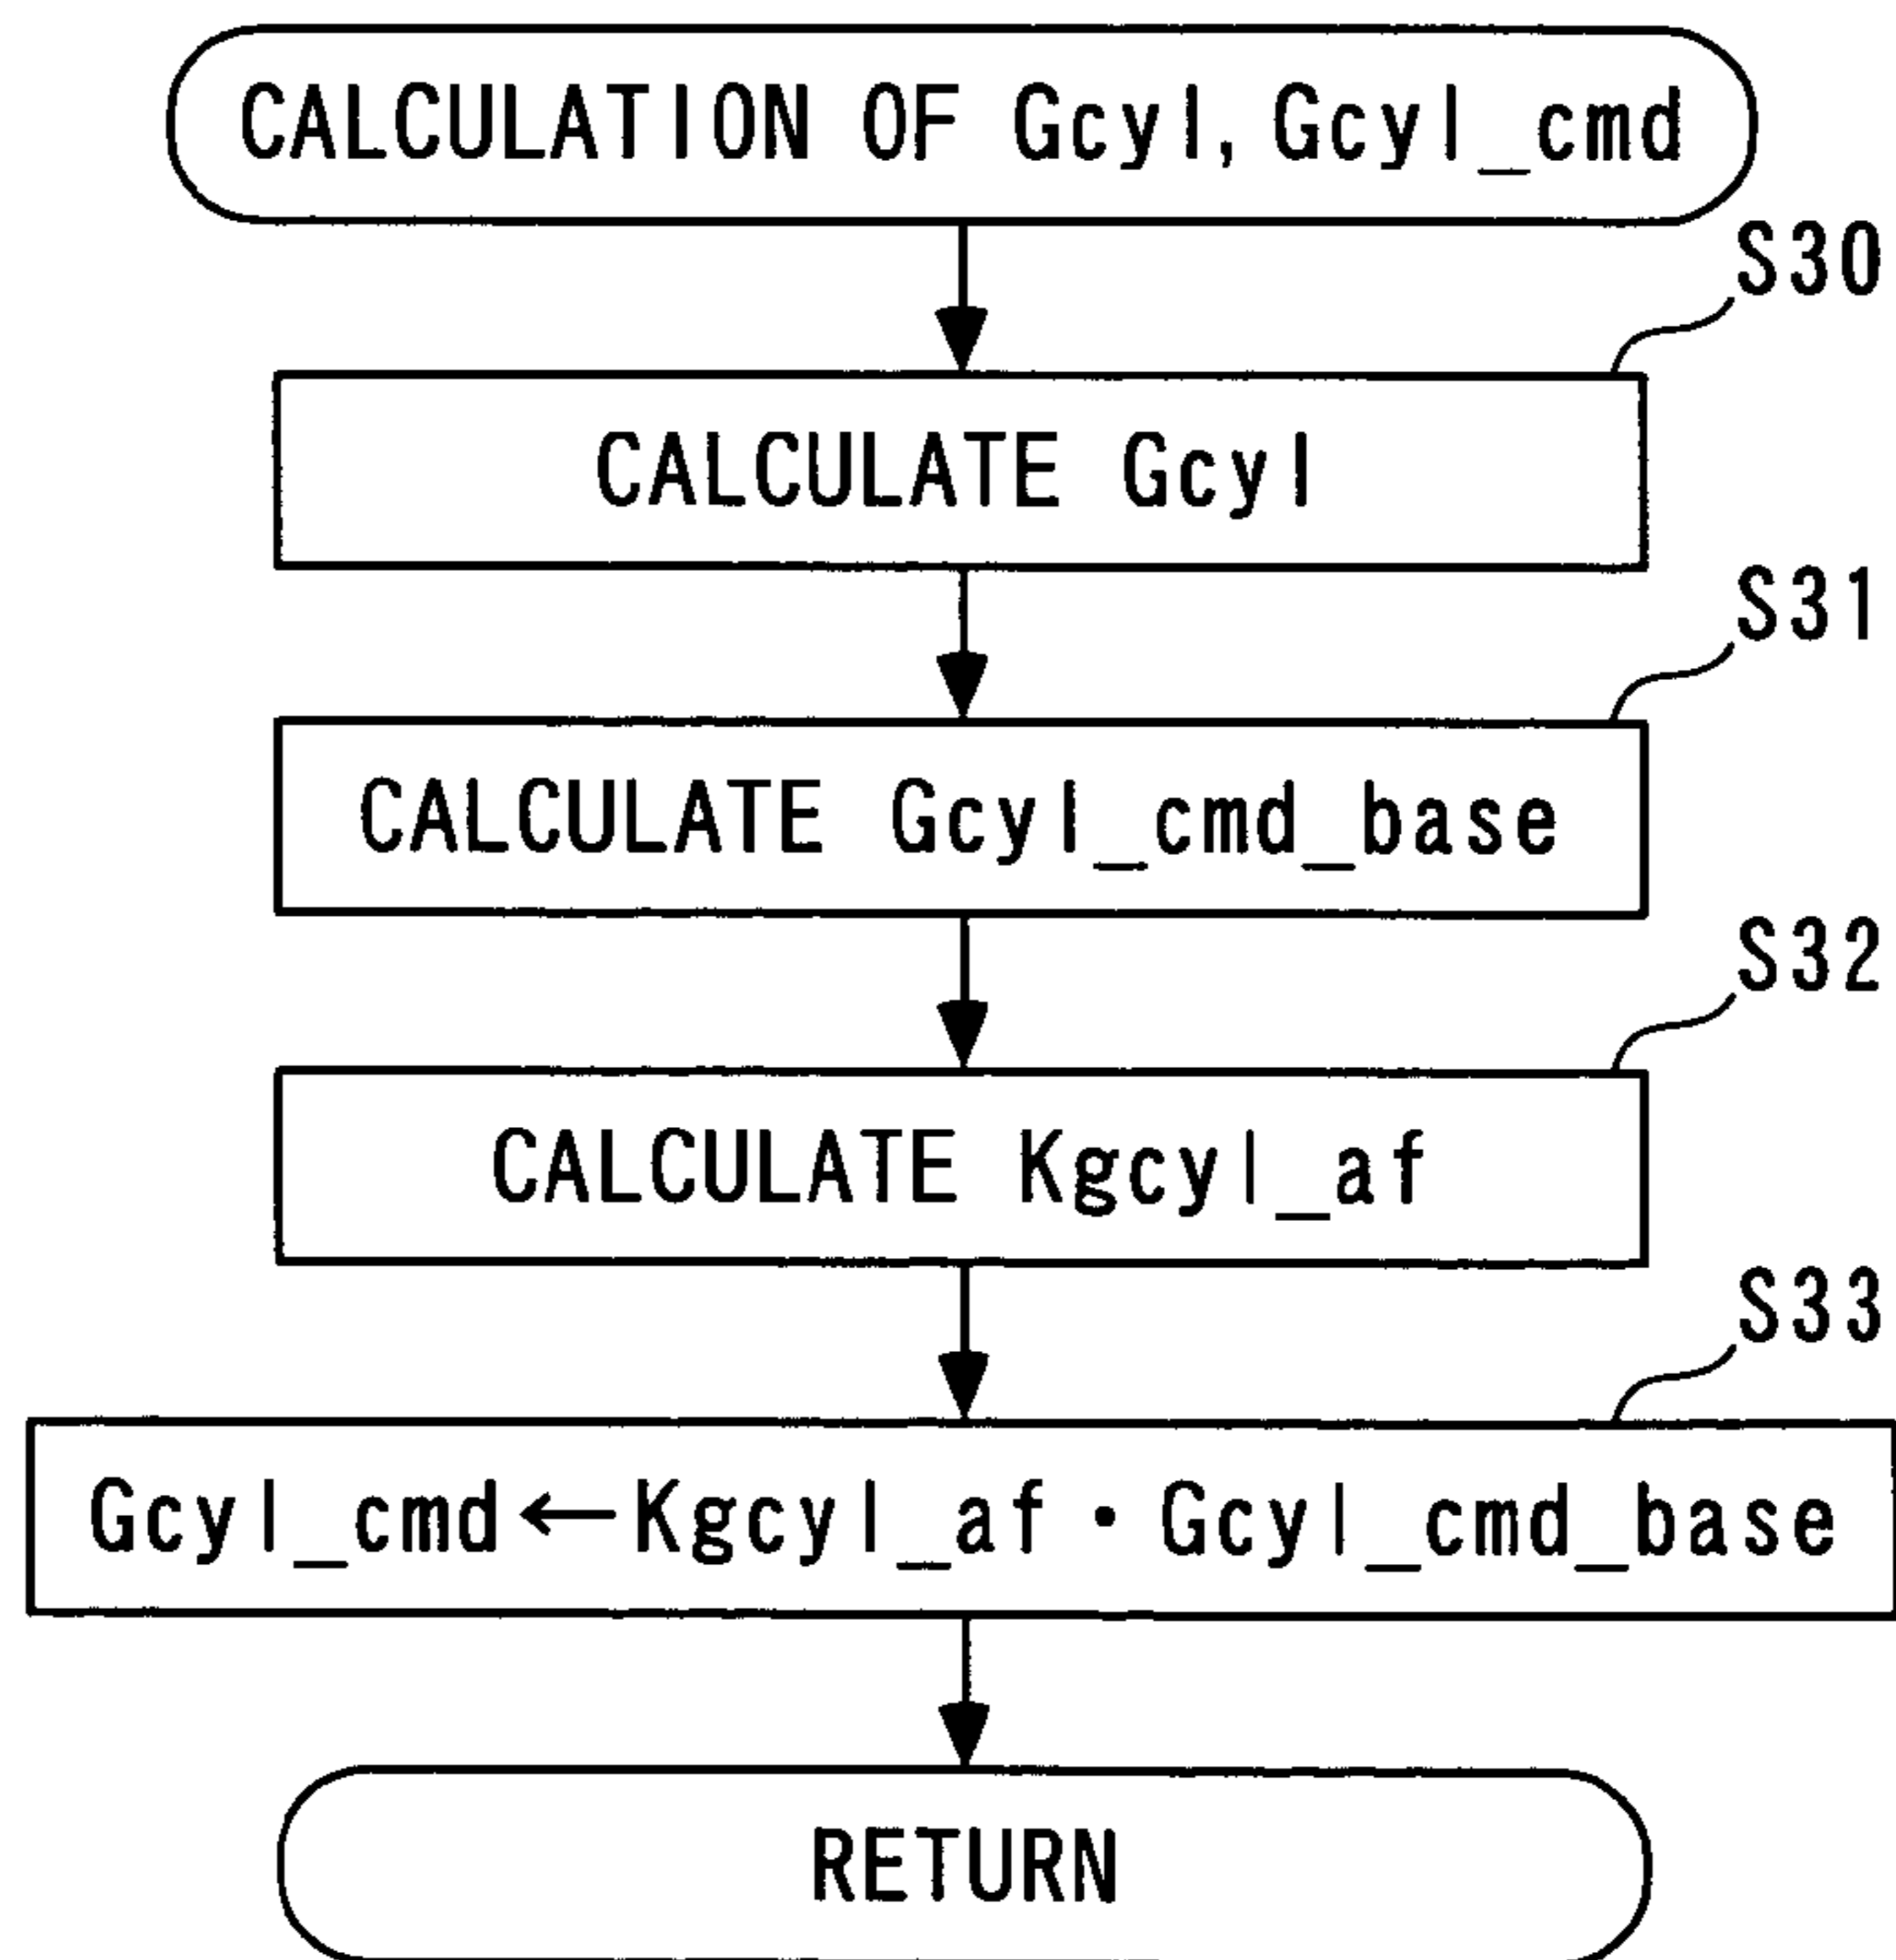 CALCULATION OF Gcyl, Gcyl_cmd
S30
CALCULATE Gcyl
S31
CALCULATE Gcyl_cmd_base
S32
CALCULATE Kgcyl_af
S33
Gcyl_cmd←Kgcyl_af・Gcyl_cmd_base
RETURN